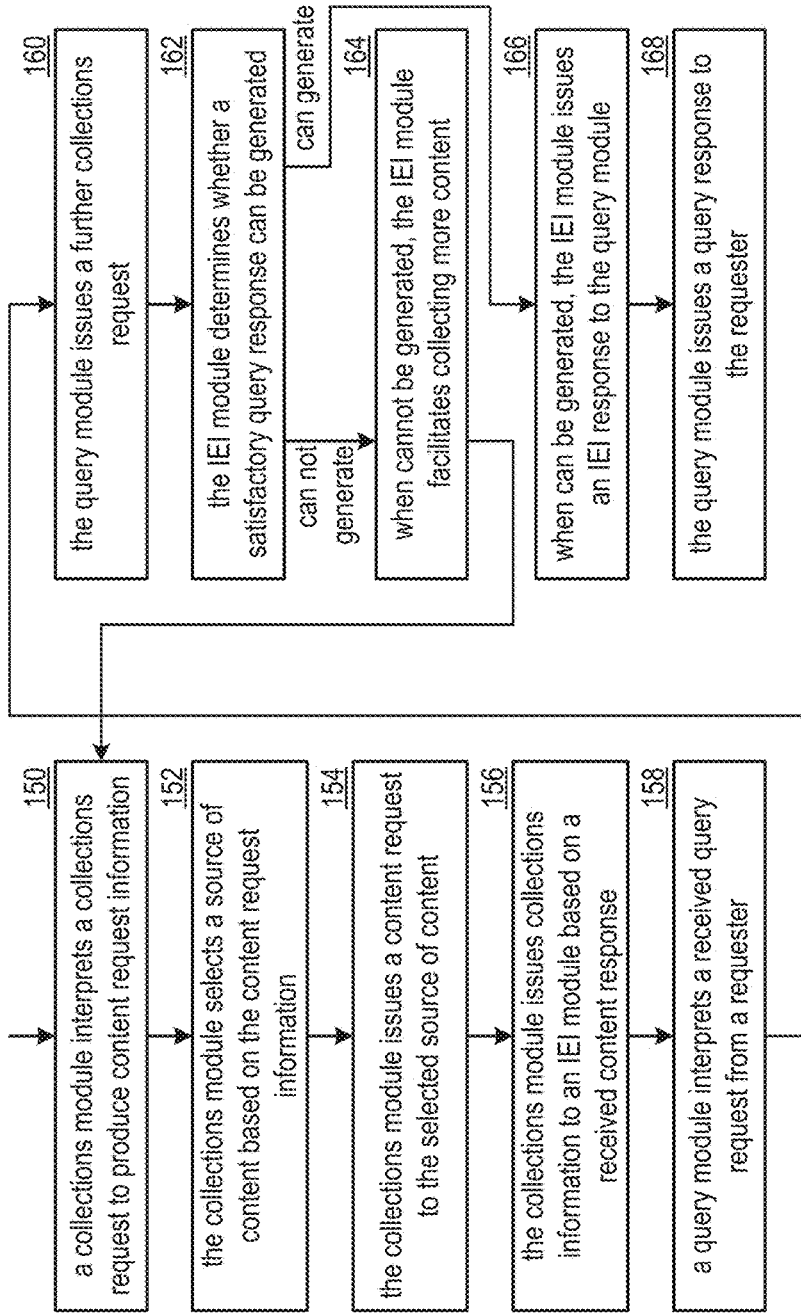 150
a collections module interprets a collections
request to produce content request information
152
the collections module selects a source of
content based on the content request
information
154
the collections module issues a content request
to the selected source of content
156
the collections module issues collections
information to an IEI module based on a
received content response
158
a query module interprets a received query
request from a requester
160
the query module issues a further collections
request
162
the IEI module determines whether a
satisfactory query response can be generated
can not
generate
can generate
164
when cannot be generated, the IEI module
facilitates collecting more content
166
when can be generated, the IEI module issues
an IEI response to the query module
168
the query module issues a query response to
the requester